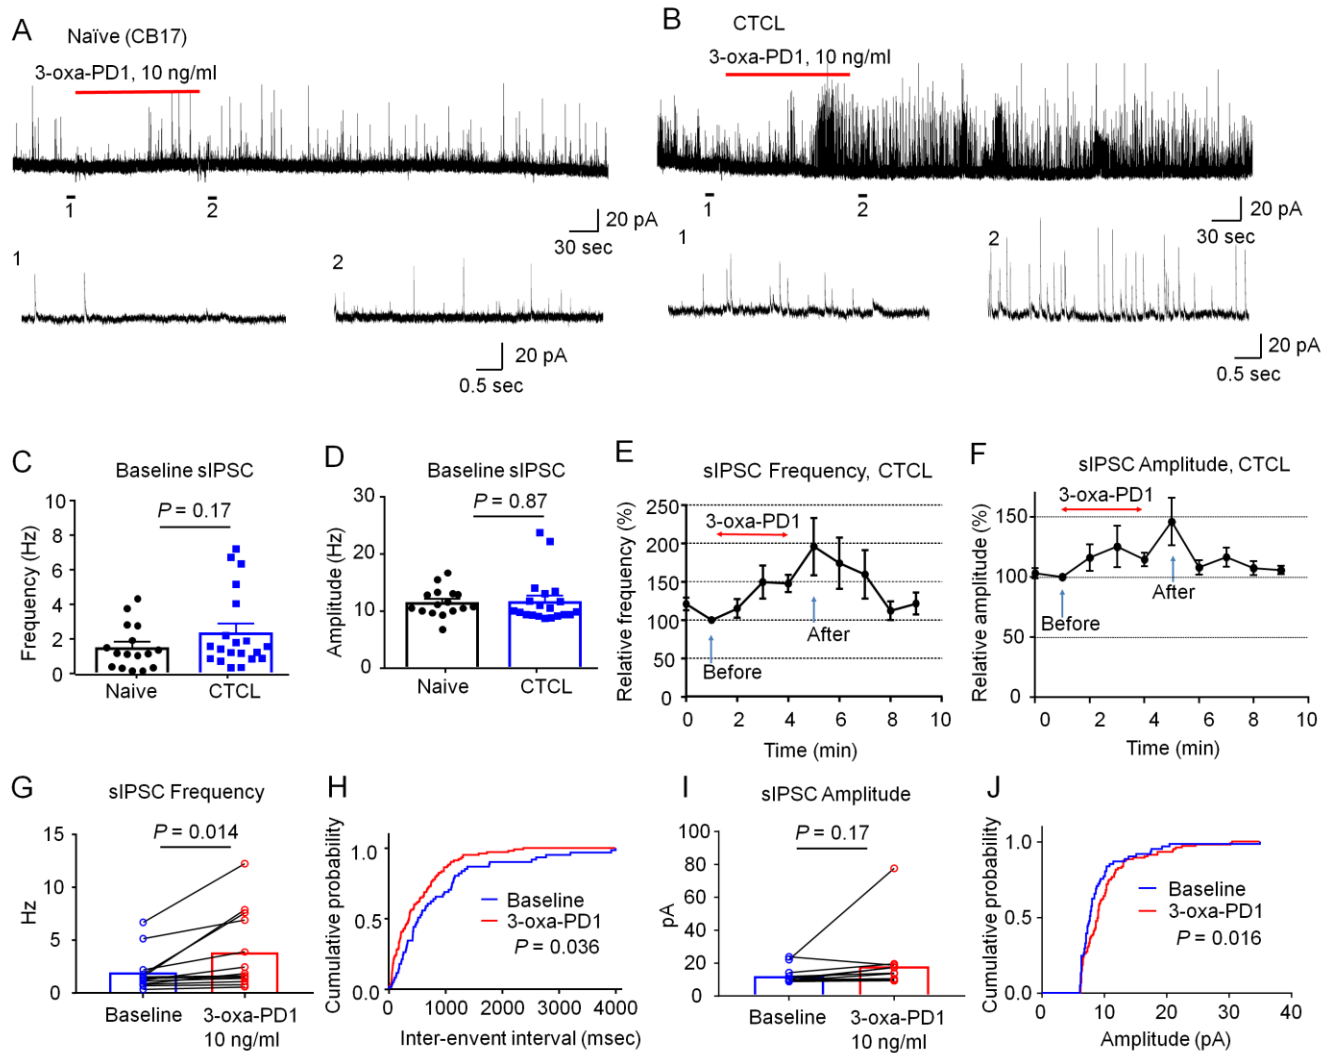 A
Naïve (CB17)
3-oxa-PD1, 10 ng/ml
1
2
20 pA
30 sec
1
2
20 pA
0.5 sec
B
CTCL
3-oxa-PD1, 10 ng/ml
1
2
20 pA
30 sec
1
2
20 pA
0.5 sec
C
Baseline sIPSC
P = 0.17
Frequency (Hz)
10
8
6
4
2
0
Naive
CTCL
D
Baseline sIPSC
P = 0.87
Amplitude (Hz)
30
20
10
0
Naive
CTCL
E
sIPSC Frequency, CTCL
3-oxa-PD1
Relative frequency (%)
250
200
150
100
50
0
Before
After
0 2 4 6 8 10
Time (min)
F
sIPSC Amplitude, CTCL
3-oxa-PD1
Relative amplitude (%)
150
100
50
0
Before
After
0 2 4 6 8 10
Time (min)
G
sIPSC Frequency
P = 0.014
Hz
15
10
5
0
Baseline
3-oxa-PD1
10 ng/ml
H
Cumulative probability
1.0
0.5
0.0
Baseline
3-oxa-PD1
P = 0.036
0 1000 2000 3000 4000
Inter-envent interval (msec)
I
sIPSC Amplitude
P = 0.17
pA
100
80
60
40
20
0
Baseline
3-oxa-PD1
10 ng/ml
J
Cumulative probability
1.0
0.5
0.0
Baseline
3-oxa-PD1
P = 0.016
0 10 20 30 40
Amplitude (pA)